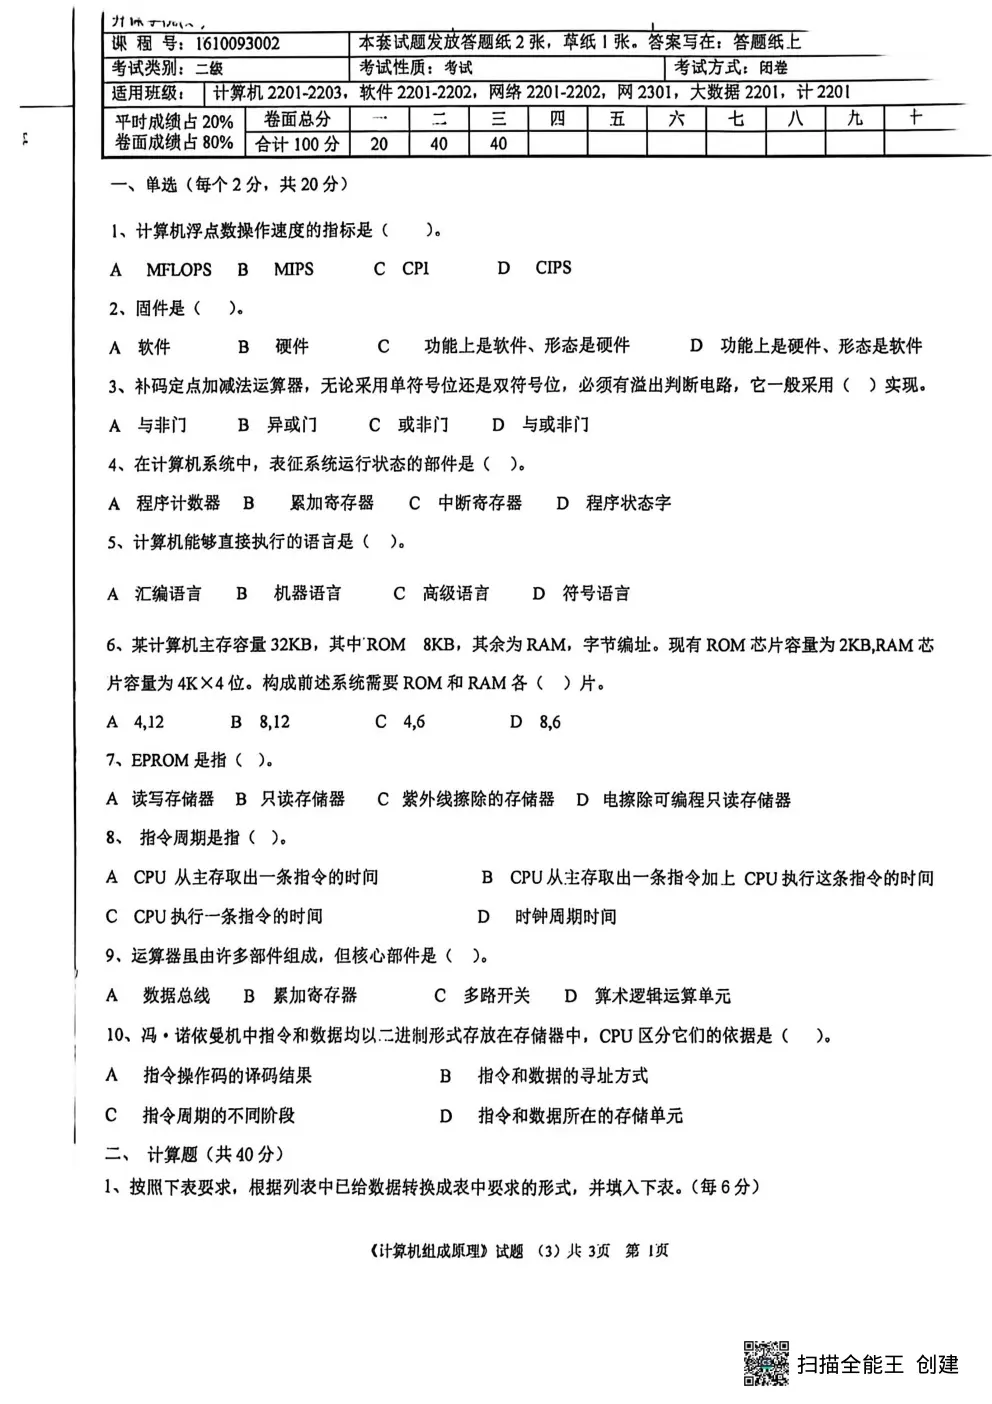 课 程 号：1610093002 本套试题发放答题纸2张，草纸1张。答案写在：答题纸上
考试类别：二级 考试性质：考试 考试方式：闭卷
适用班级： 计算机2201-2203，软件2201-2202，网络2201-2202，网2301，大数据2201，计2201
平时成绩占20% 卷面总分 一 二 三 四 五 六 七 八 九 十
卷面成绩占80% 合计100分 20 40 40
一、单选（每个2分，共20分）
1、计算机浮点数操作速度的指标是（ ）。
A MFLOPS B MIPS C CPI D CIPS
2、固件是（ ）。
A 软件 B 硬件 C 功能上是软件、形态是硬件 D 功能上是硬件、形态是软件
3、补码定点加减法运算器，无论采用单符号位还是双符号位，必须有溢出判断电路，它一般采用（ ）实现。
A 与非门 B 异或门 C 或非门 D 与或非门
4、在计算机系统中，表征系统运行状态的部件是（ ）。
A 程序计数器 B 累加寄存器 C 中断寄存器 D 程序状态字
5、计算机能够直接执行的语言是（ ）。
A 汇编语言 B 机器语言 C 高级语言 D 符号语言
6、某计算机主存容量32KB，其中ROM 8KB，其余为RAM，字节编址。现有ROM芯片容量为2KB,RAM芯
片容量为4K×4位。构成前述系统需要ROM和RAM各（ ）片。
A 4,12 B 8,12 C 4,6 D 8,6
7、EPROM是指（ ）。
A 读写存储器 B 只读存储器 C 紫外线擦除的存储器 D 电擦除可编程只读存储器
8、 指令周期是指（ ）。
A CPU 从主存取出一条指令的时间 B CPU从主存取出一条指令加上 CPU执行这条指令的时间
C CPU执行一条指令的时间 D 时钟周期时间
9、运算器虽由许多部件组成，但核心部件是（ ）。
A 数据总线 B 累加寄存器 C 多路开关 D 算术逻辑运算单元
10、冯·诺依曼机中指令和数据均以二进制形式存放在存储器中，CPU区分它们的依据是（ ）。
A 指令操作码的译码结果 B 指令和数据的寻址方式
C 指令周期的不同阶段 D 指令和数据所在的存储单元
二、 计算题（共40分）
1、按照下表要求，根据列表中已给数据转换成表中要求的形式，并填入下表。（每6分）
《计算机组成原理》试题 （3）共 3页 第 1页
扫描全能王 创建